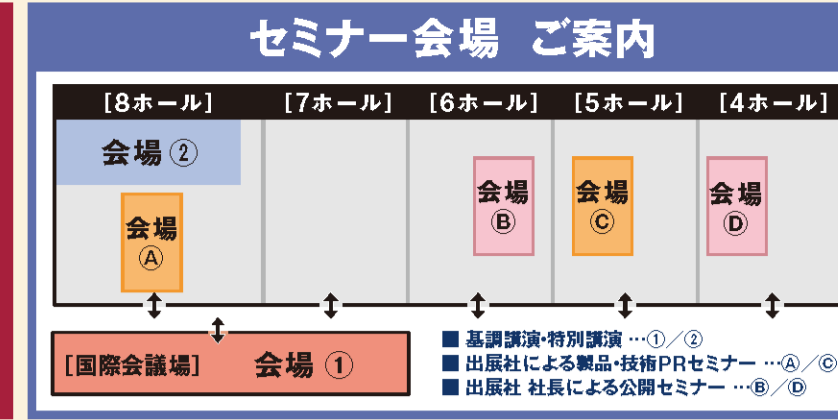 セミナー会場 ご案内
[8ホール] [7ホール] [6ホール] [5ホール] [4ホール]
会場②
会場
Ⓐ
会場
Ⓑ
会場
Ⓒ
会場
Ⓓ
[国際会議場] 会場①
■ 基調講演・特別講演 …①／②
■ 出展社による製品・技術PRセミナー …Ⓐ／Ⓒ
■ 出展社 社長による公開セミナー …Ⓑ／Ⓓ